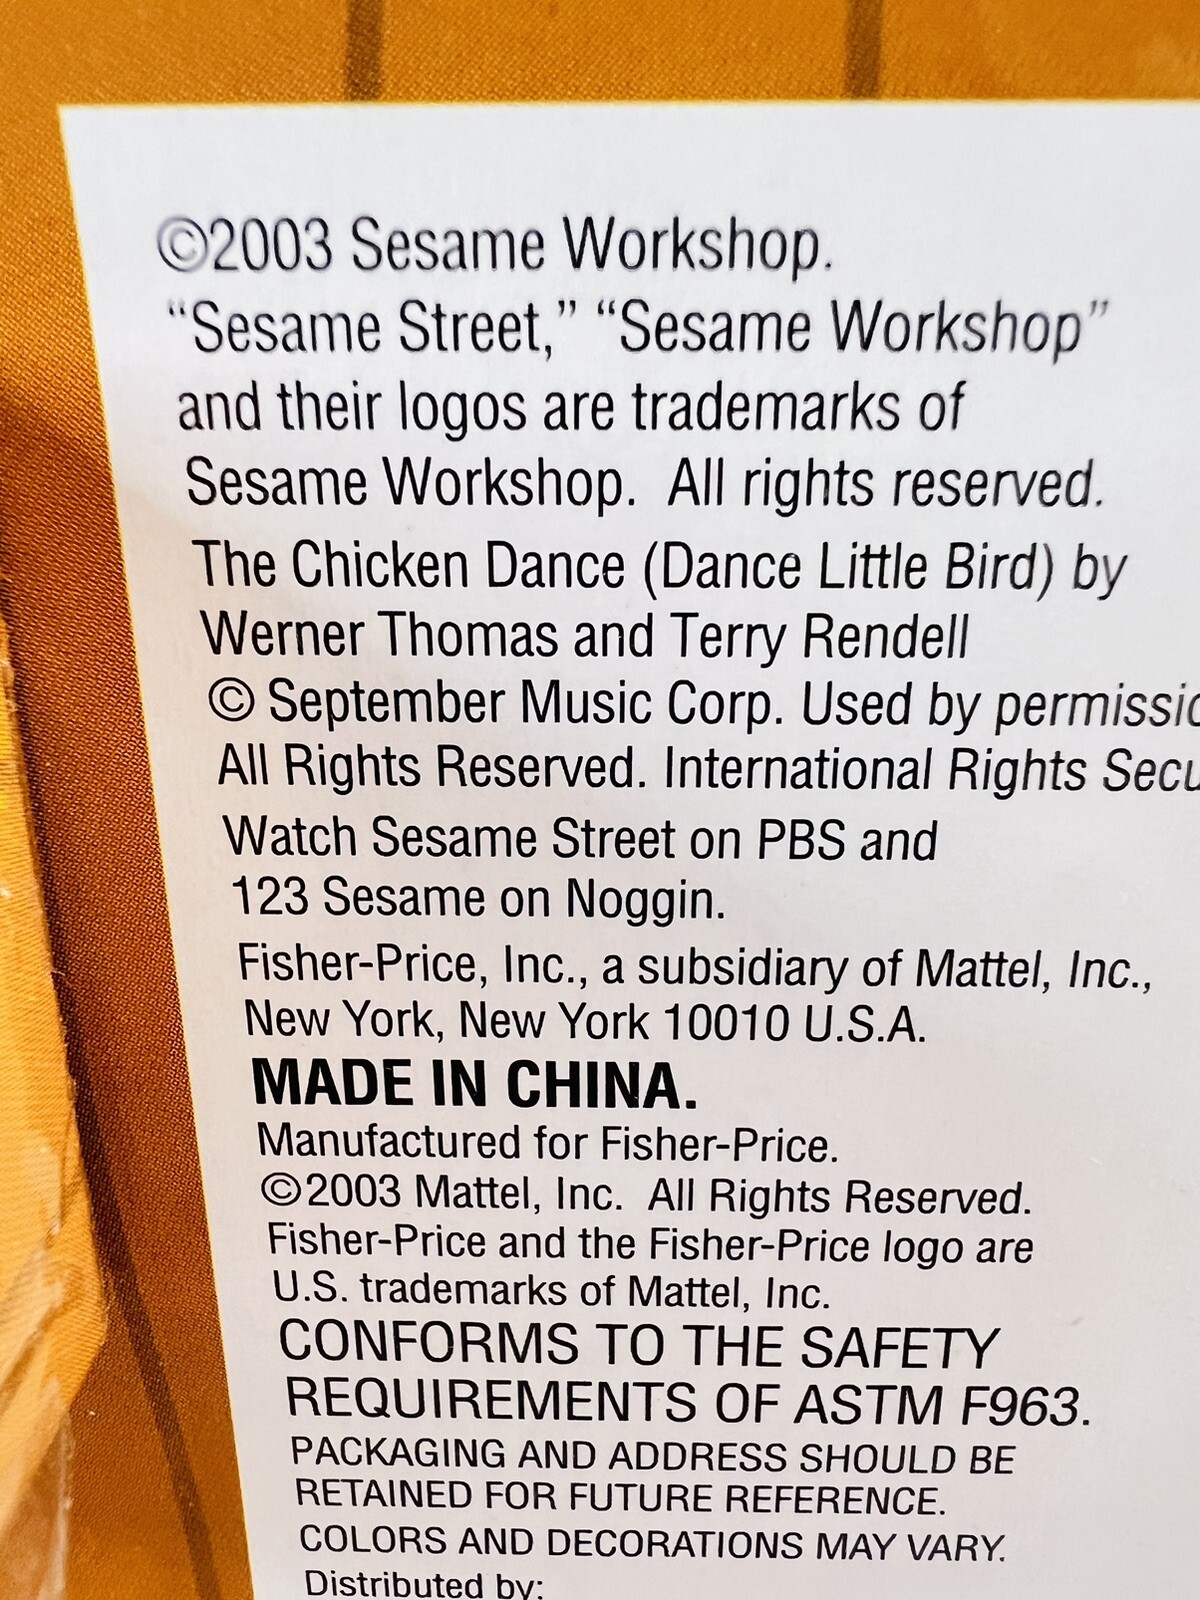 ©2003 Sesame Workshop.
“Sesame Street,” “Sesame Workshop”
and their logos are trademarks of
Sesame Workshop.  All rights reserved.
The Chicken Dance (Dance Little Bird) by
Werner Thomas and Terry Rendell
© September Music Corp. Used by
All Rights Reserved. International Rights
Watch Sesame Street on PBS and
123 Sesame on Noggin.
Fisher-Price, Inc., a subsidiary of Mattel, Inc.,
New York, New York 10010 U.S.A.
MADE IN CHINA.
Manufactured for Fisher-Price.
©2003 Mattel, Inc.  All Rights Reserved.
Fisher-Price and the Fisher-Price logo are
U.S. trademarks of Mattel, Inc.
CONFORMS TO THE SAFETY
REQUIREMENTS OF ASTM F963.
PACKAGING AND ADDRESS SHOULD BE
RETAINED FOR FUTURE REFERENCE.
COLORS AND DECORATIONS MAY VARY.
Distributed by: